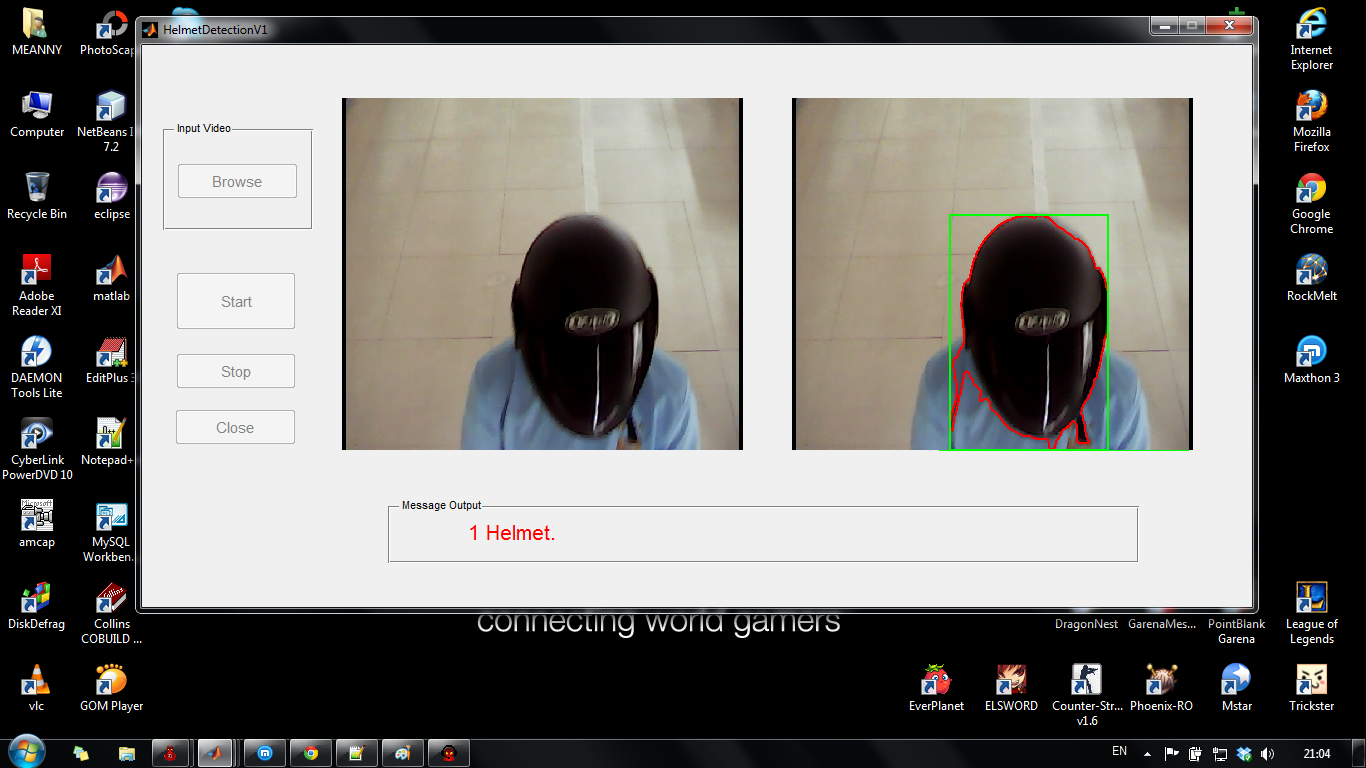 HelmetDetectionV1
Input Video
Browse
Start
Stop
Close
Message Output
1 Helmet.
MEANNY
PhotoScap
Computer
NetBeans I
7.2
Recycle Bin
eclipse
Adobe
Reader XI
matlab
DAEMON
Tools Lite
EditPlus 3
CyberLink
PowerDVD 10
Notepad+
Microsoft
amcap
MySQL
Workben...
DiskDefrag
Collins
COBUILD ...
vlc
GOM Player
Internet
Explorer
Mozilla
Firefox
Google
Chrome
RockMelt
Maxthon 3
connecting world gamers
DragonNest
GarenaMes...
PointBlank
Garena
League of
Legends
EverPlanet
ELSWORD
Counter-Str...
v1.6
Phoenix-RO
Mstar
Trickster
EN
21:04